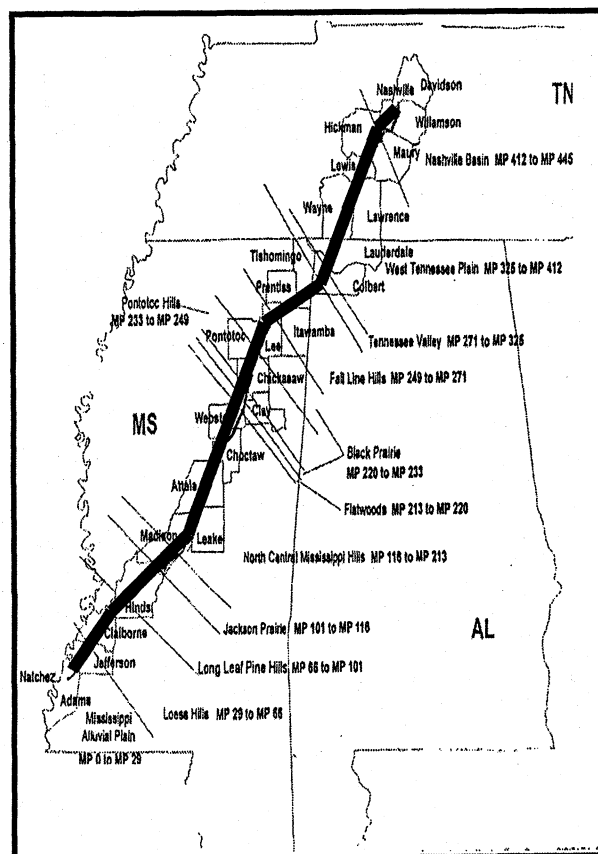 Davidson
Nashville
TN
Hickman
Williamson
Maury
Lewis
Nashville Basin MP 412 to MP 445
Wayne
Lawrence
Lauderdale
Tishomingo
West Tennessee Plain MP 325 to MP 412
Colbert
Prentiss
Pontotoc Hills
MP 233 to MP 249
Itawamba
Pontotoc
Lee
Tennessee Valley MP 271 to MP 325
Fall Line Hills MP 249 to MP 271
Chickasaw
MS
Clay
Black Prairie
MP 220 to MP 233
Choctaw
Attala
Flatwoods MP 213 to MP 220
Madison
Leake
North Central Mississippi Hills MP 116 to MP 213
Hinds
Jackson Prairie MP 101 to MP 116
AL
Claiborne
Jefferson
Long Leaf Pine Hills MP 66 to MP 101
Natchez
Adams
Loess Hills MP 29 to MP 66
Mississippi
Alluvial Plain
MP 0 to MP 29